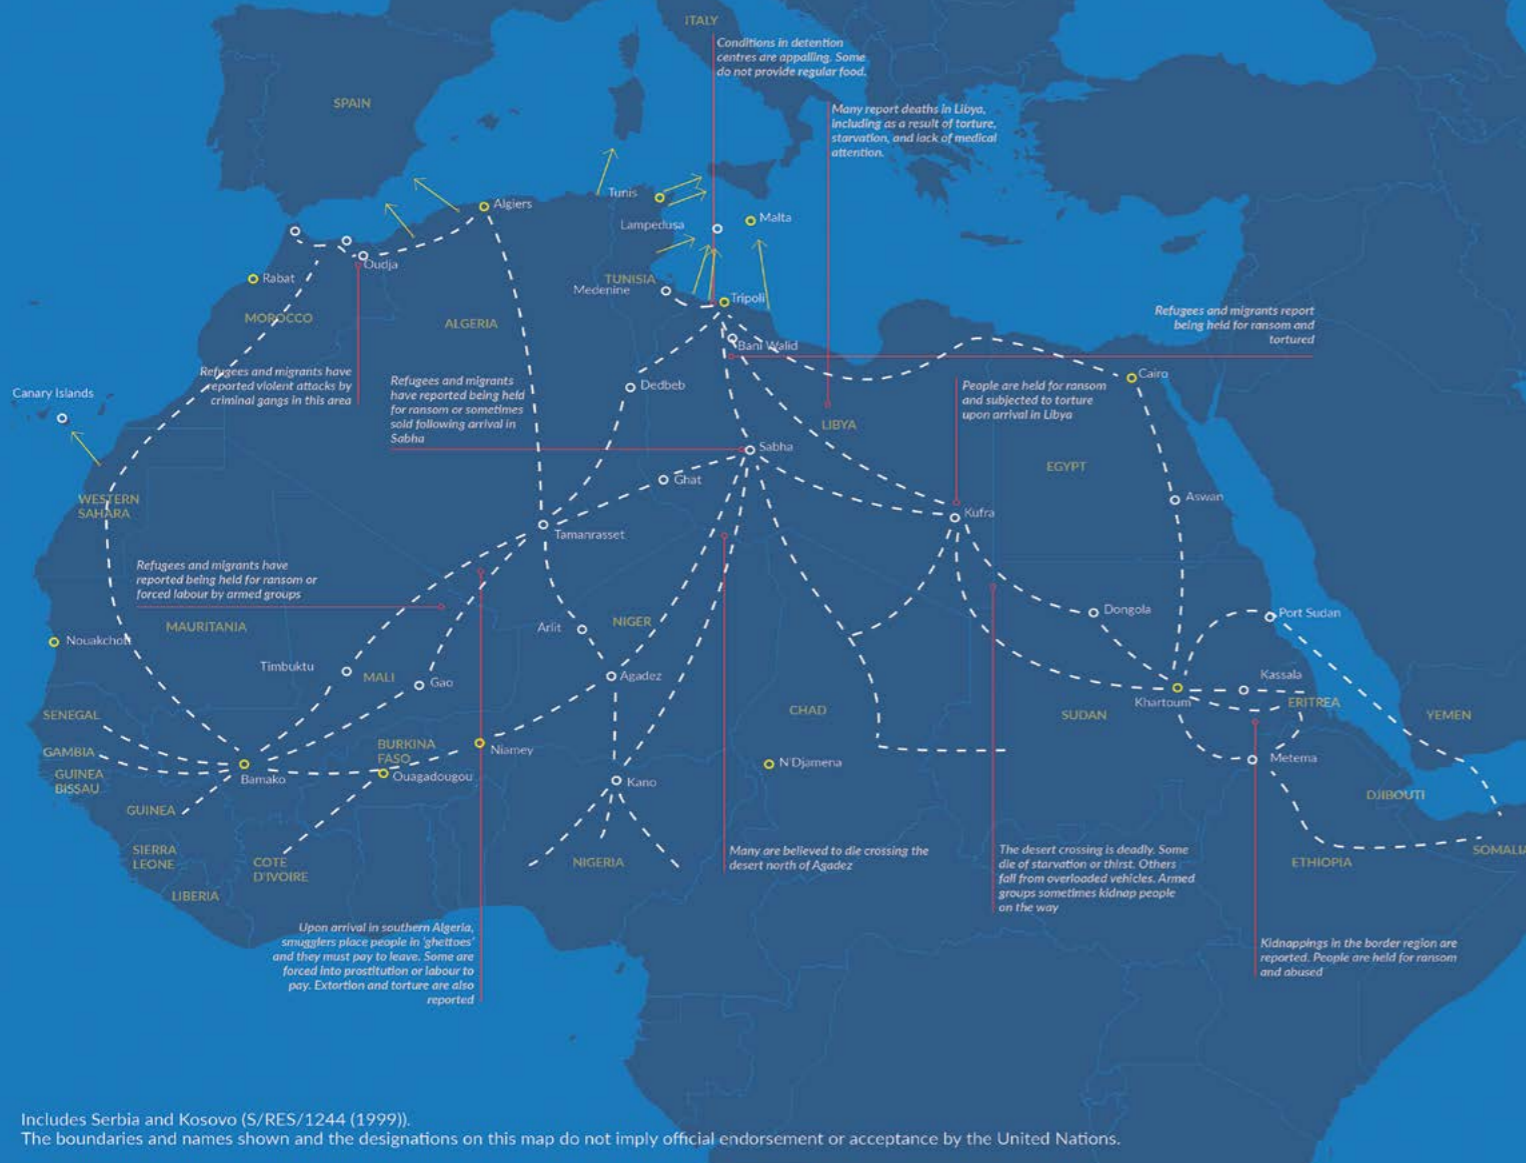 ITALY
Conditions in detention
centres are appalling. Some
do not provide regular food.
SPAIN
Many report deaths in Libya,
including as a result of torture,
starvation, and lack of medical
attention.
Tunis
Algiers
Lampedusa
Malta
Oudja
Rabat
TUNISIA
Medenine
Tripoli
MOROCCO
ALGERIA
Refugees and migrants report
being held for ransom and
tortured
Bani Walid
Refugees and migrants have
reported violent attacks by
criminal gangs in this area
Refugees and migrants
have reported being held
for ransom or sometimes
sold following arrival in
Sabha
Dedbeb
Cairo
People are held for ransom
and subjected to torture
upon arrival in Libya
Canary Islands
LIBYA
Sabha
EGYPT
Ghat
WESTERN
SAHARA
Aswan
Kufra
Tamanrasset
Refugees and migrants have
reported being held for ransom or
forced labour by armed groups
Dongola
Port Sudan
MAURITANIA
Arlit
NIGER
Nouakchott
Timbuktu
MALI
Gao
Agadez
Kassala
Khartoum
ERITREA
SENEGAL
CHAD
SUDAN
YEMEN
GAMBIA
BURKINA
FASO
Niamey
GUINEA
BISSAU
Bamako
Ouagadougou
Kano
N'Djamena
Metema
DJIBOUTI
GUINEA
SIERRA
LEONE
COTE
D'IVOIRE
NIGERIA
Many are believed to die crossing the
desert north of Agadez
The desert crossing is deadly. Some
die of starvation or thirst. Others
fall from overloaded vehicles. Armed
groups sometimes kidnap people
on the way
ETHIOPIA
SOMALIA
LIBERIA
Upon arrival in southern Algeria,
smugglers place people in 'ghettoes'
and they must pay to leave. Some are
forced into prostitution or labour to
pay. Extortion and torture are also
reported
Kidnappings in the border region are
reported. People are held for ransom
and abused
Includes Serbia and Kosovo (S/RES/1244 (1999)).
The boundaries and names shown and the designations on this map do not imply official endorsement or acceptance by the United Nations.